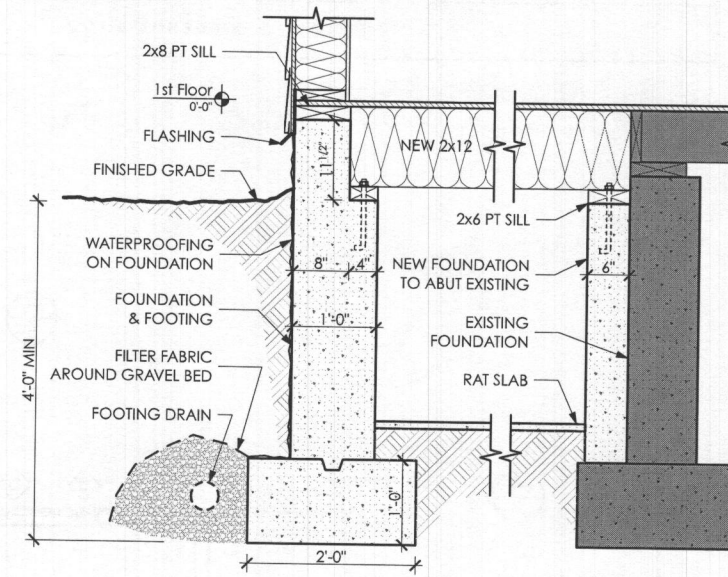 2x8 PT SILL
1st Floor
0'-0"
FLASHING
FINISHED GRADE
11 1/2"
NEW 2x12
2x6 PT SILL
WATERPROOFING
ON FOUNDATION
8"
4"
NEW FOUNDATION
TO ABUT EXISTING
6"
FOUNDATION
& FOOTING
1'-0"
EXISTING
FOUNDATION
4'-0" MIN
FILTER FABRIC
AROUND GRAVEL BED
RAT SLAB
FOOTING DRAIN
1'-0"
2'-0"